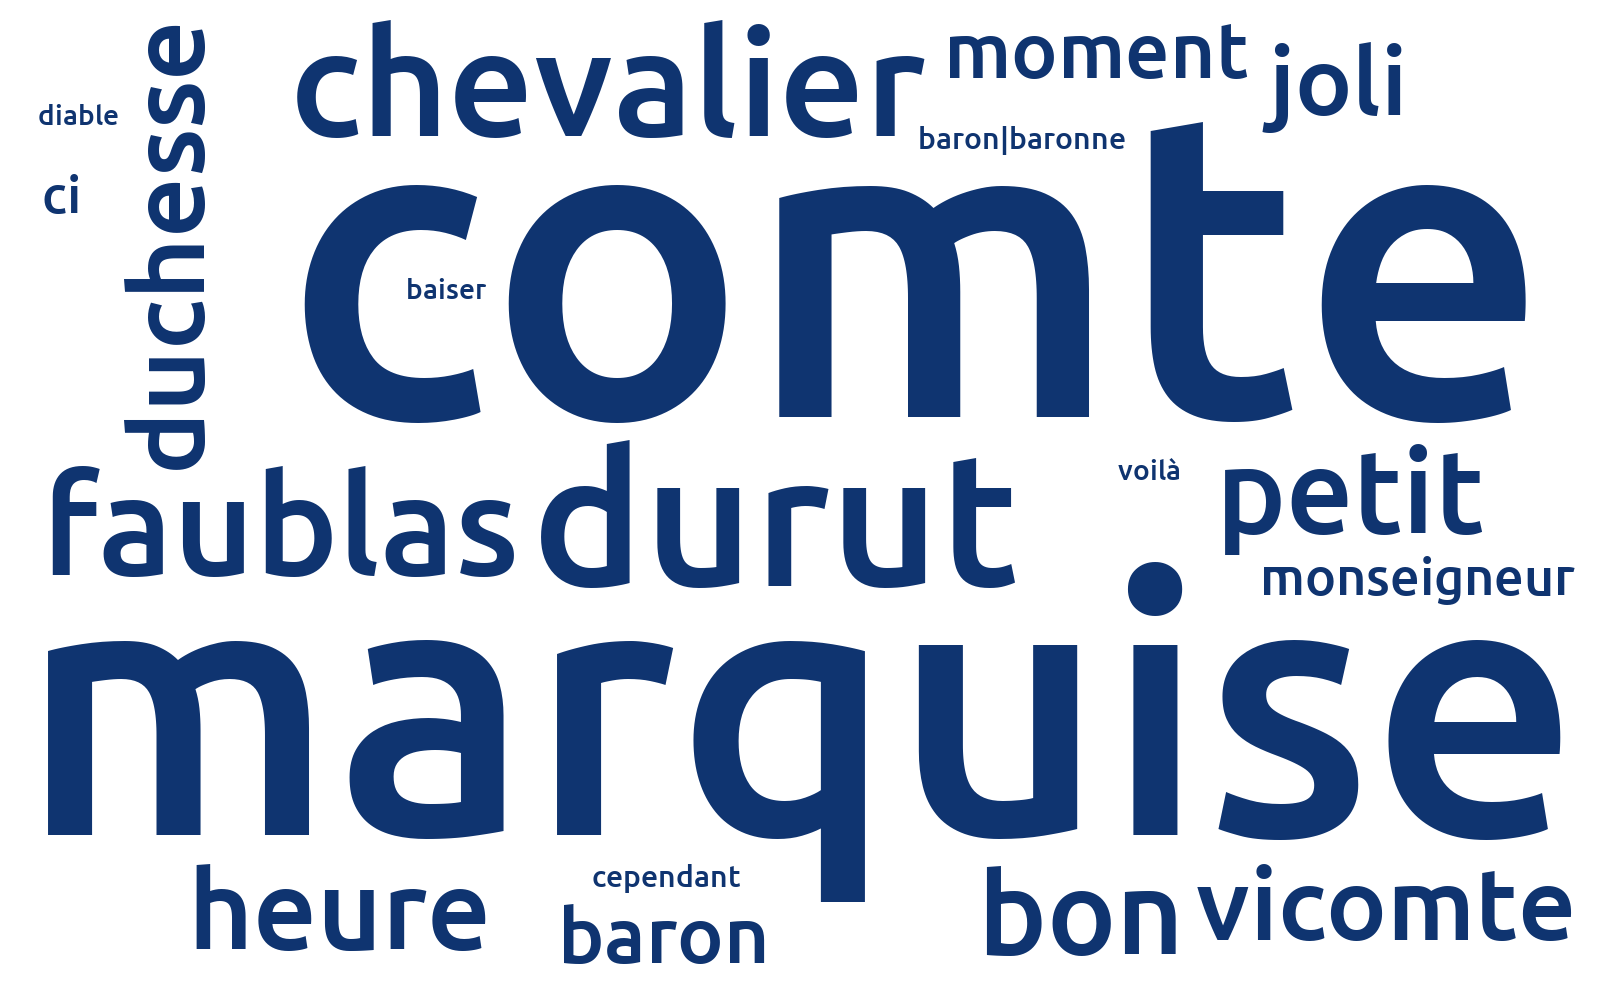 chevalier
moment
joli
diable
duchesse
baron|baronne
ci
comte
baiser
faublas
durut
voilà
petit
monseigneur
marquise
heure
cependant
baron
bon
vicomte